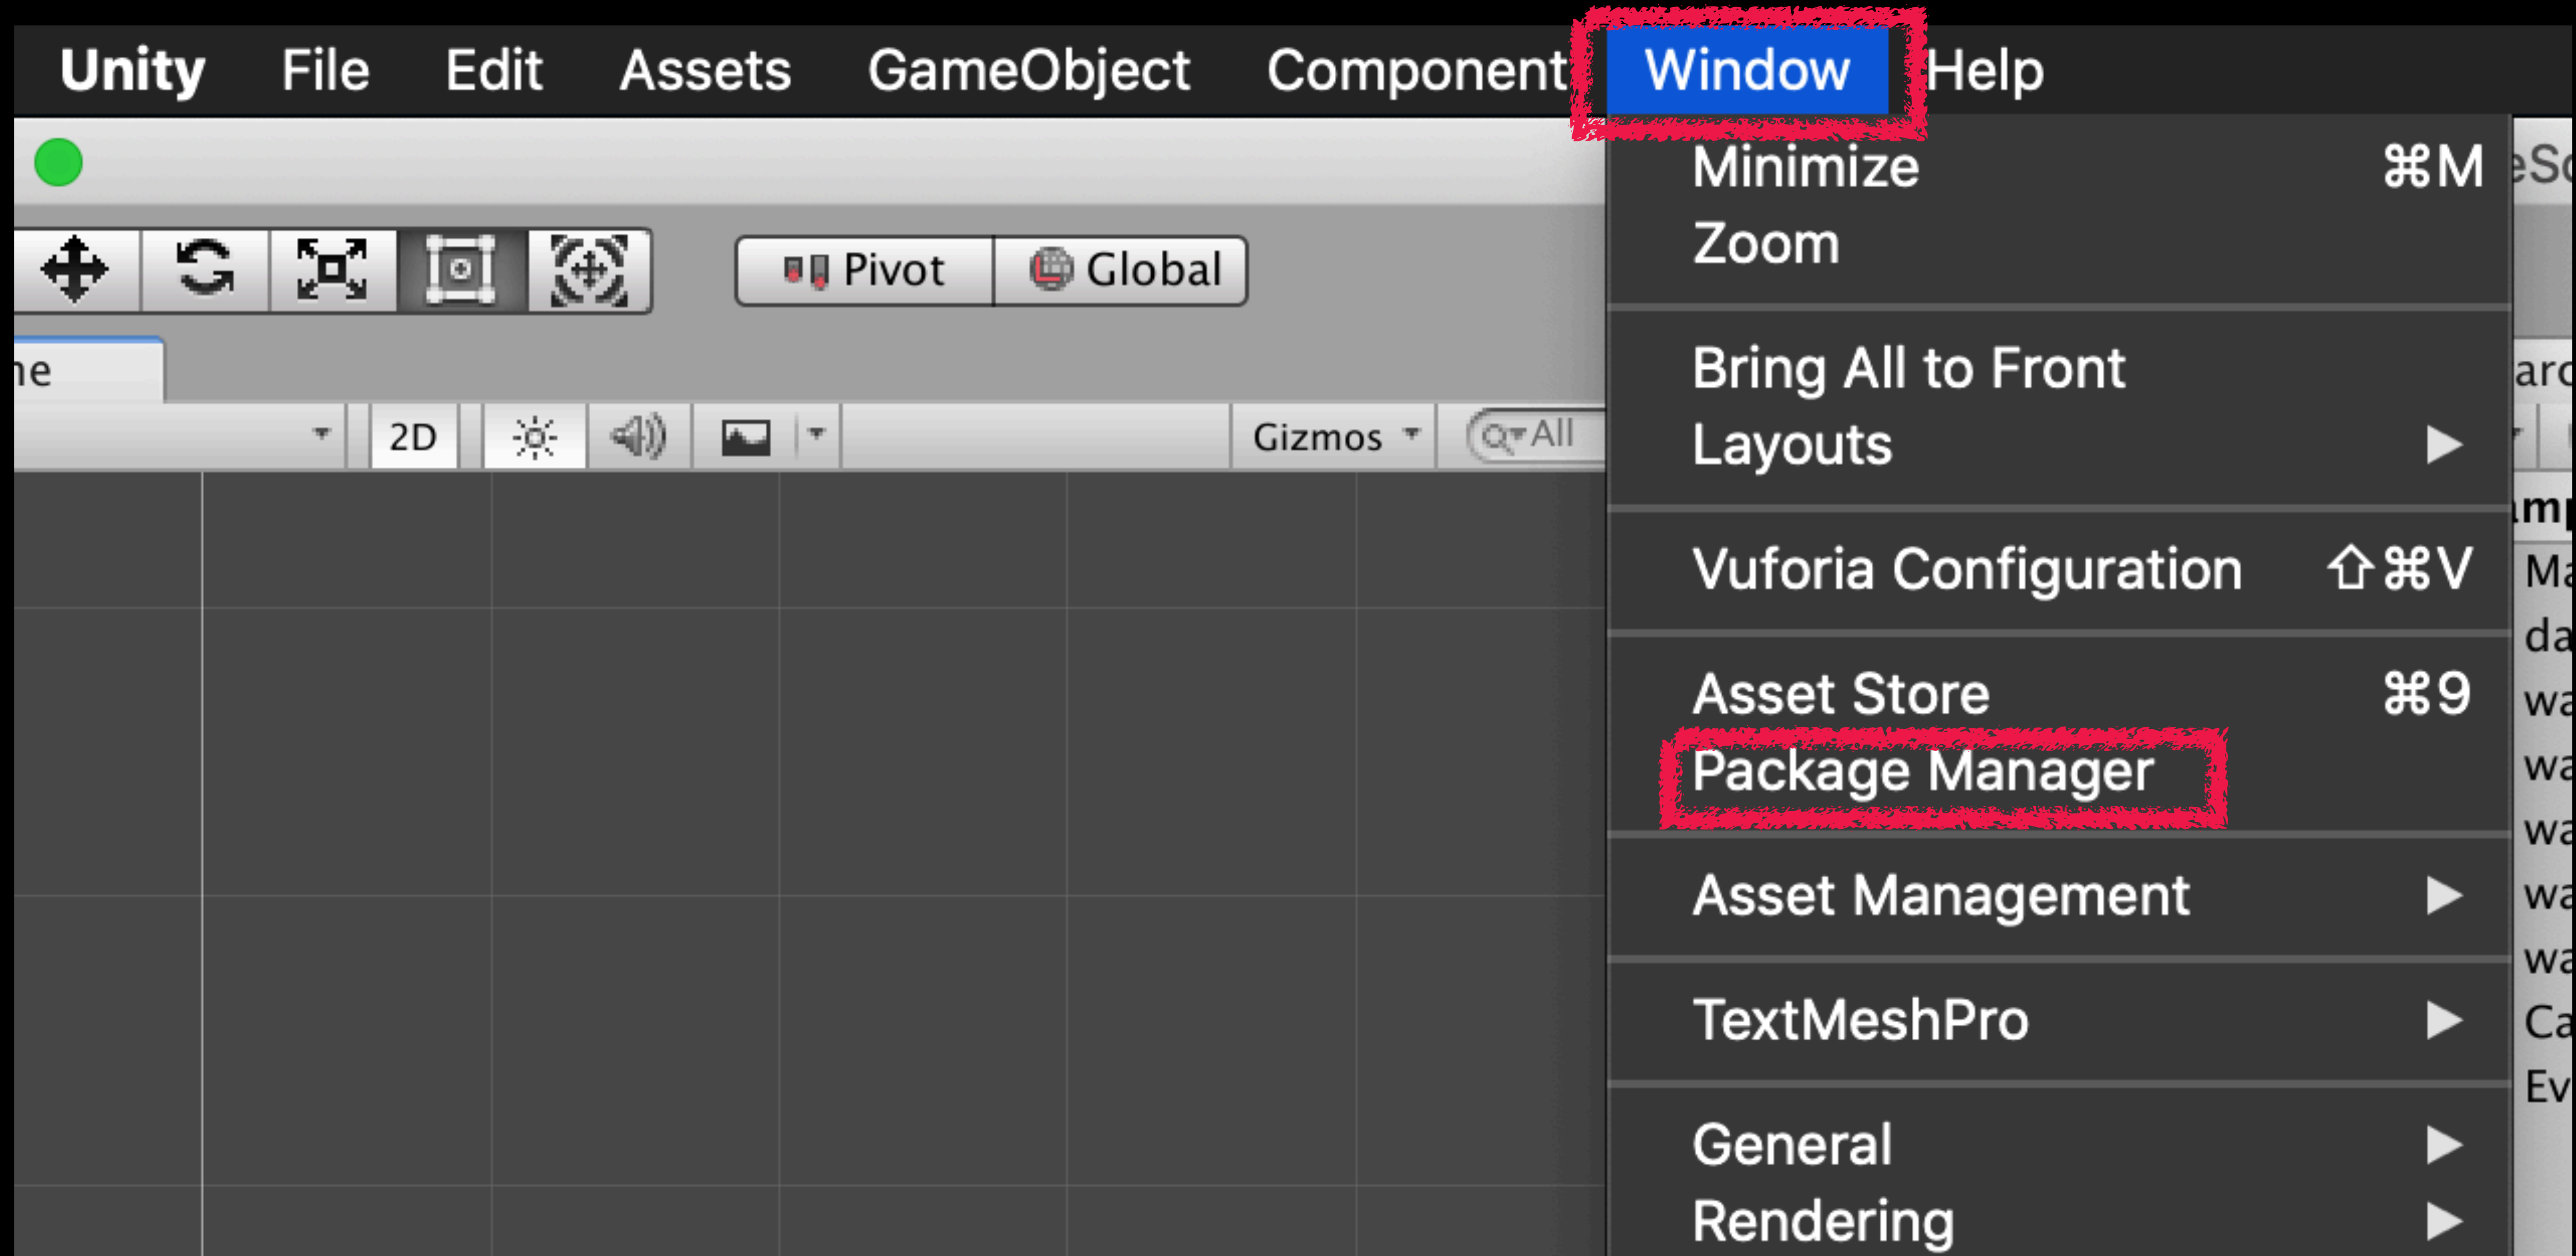 Unity File Edit Assets GameObject Component Window Help
Minimize ⌘M
Zoom
Pivot Global
Bring All to Front
Layouts
2D Gizmos All
Vuforia Configuration ⇧⌘V
Asset Store ⌘9
Package Manager
Asset Management
TextMeshPro
General
Rendering